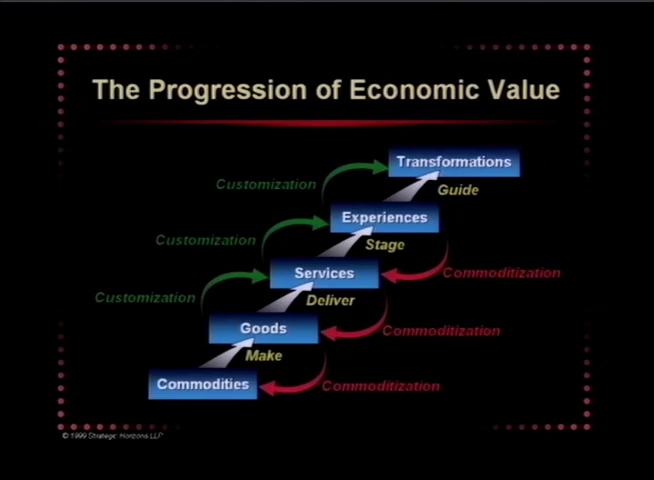 The Progression of Economic Value
Transformations
Customization
Guide
Experiences
Customization
Stage
Services
Commoditization
Customization
Deliver
Goods
Commoditization
Make
Commodities
Commoditization
© 1999 Strategic Horizons LLP